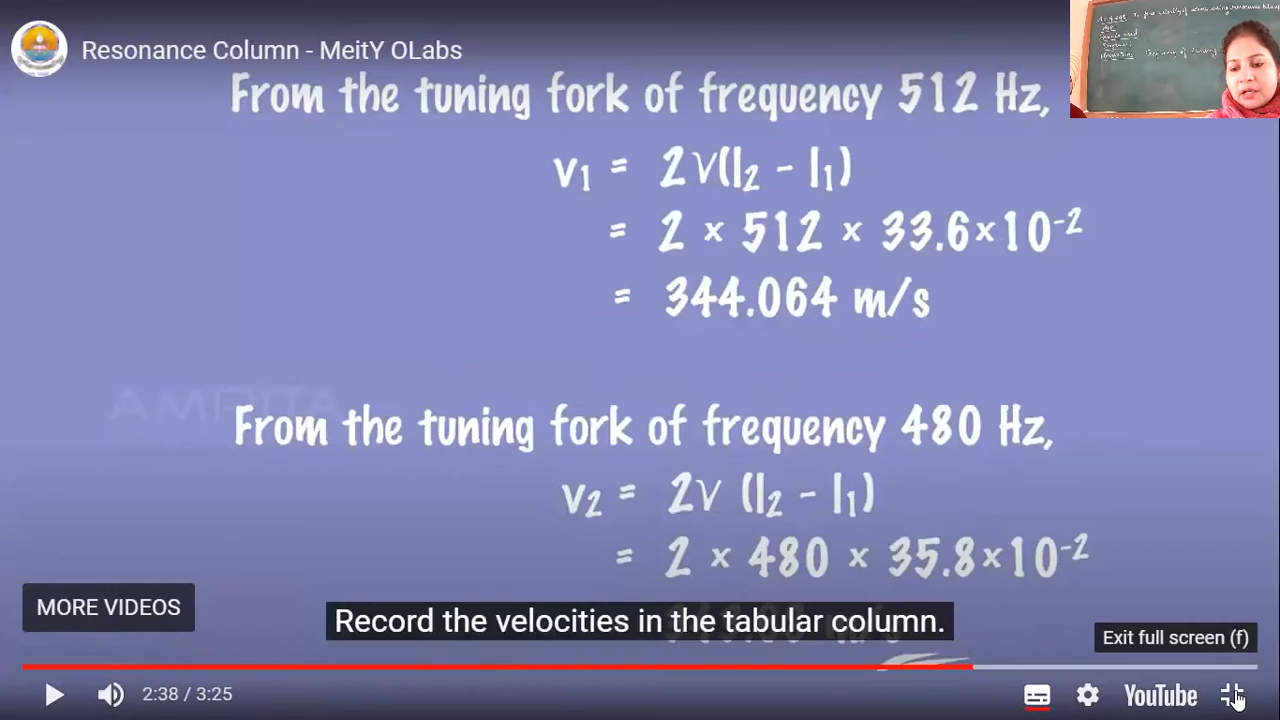 Resonance Column - MeitY OLabs
From the tuning fork of frequency 512 Hz,
v₁ = 2ν(l₂ - l₁)
= 2 × 512 × 33.6×10⁻²
= 344.064 m/s
AMRITA
From the tuning fork of frequency 480 Hz,
v₂ = 2ν (l₂ - l₁)
= 2 × 480 × 35.8×10⁻²
MORE VIDEOS
Record the velocities in the tabular column.
Exit full screen (f)
2:38 / 3:25
YouTube